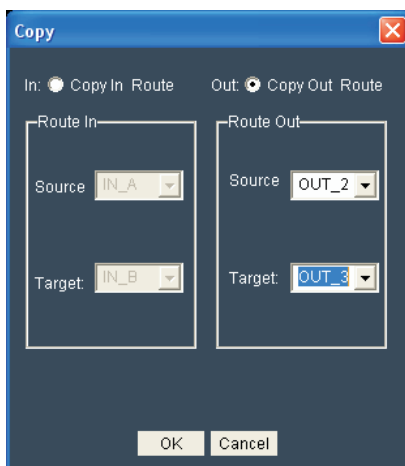 Copy
In: Copy In Route Out: Copy Out Route
Route In Route Out
Source IN_A Source OUT_2
Target: IN_B Target: OUT_3
OK Cancel